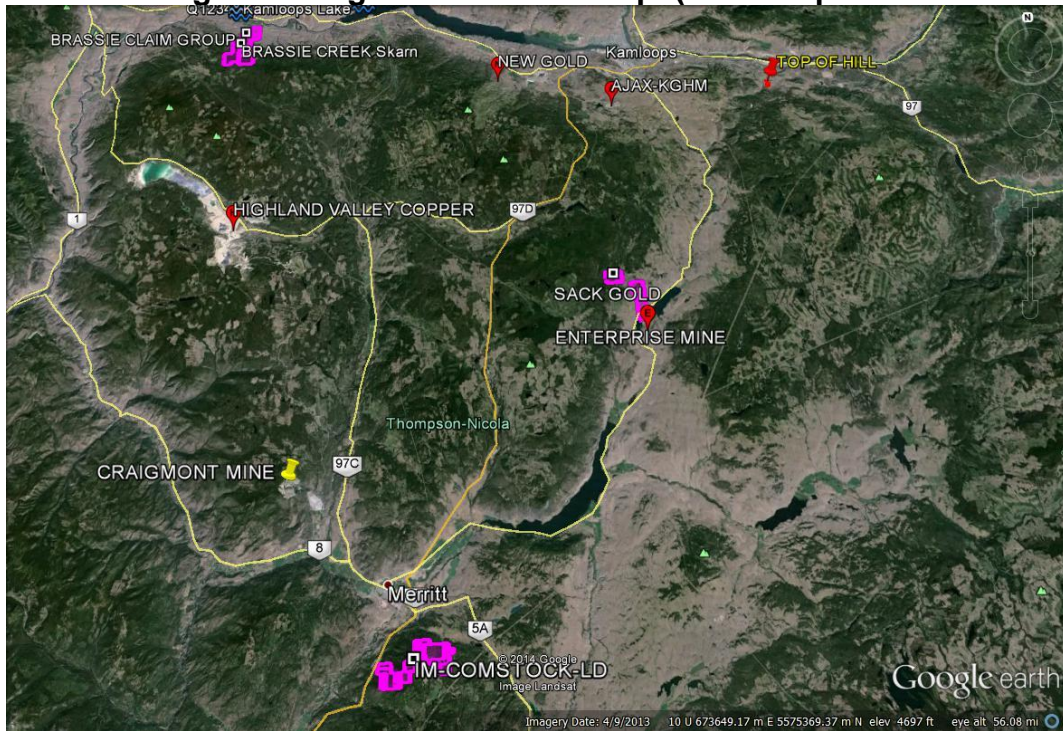 Q1234
Kamloops Lake
BRASSIE CLAIM GROUP
BRASSIE CREEK Skarn
NEW GOLD
Kamloops
TOP OF HILL
AJAX-KGHM
N
97
1
HIGHLAND VALLEY COPPER
97D
SACK GOLD
E
ENTERPRISE MINE
Thompson-Nicola
CRAIGMONT MINE
97C
8
Merritt
5A
IM-COMSTOCK-LD
© 2014 Google
Image Landsat
Google earth
Imagery Date: 4/9/2013 10 U 673649.17 m E 5575369.37 m N elev 4697 ft eye alt 56.08 mi